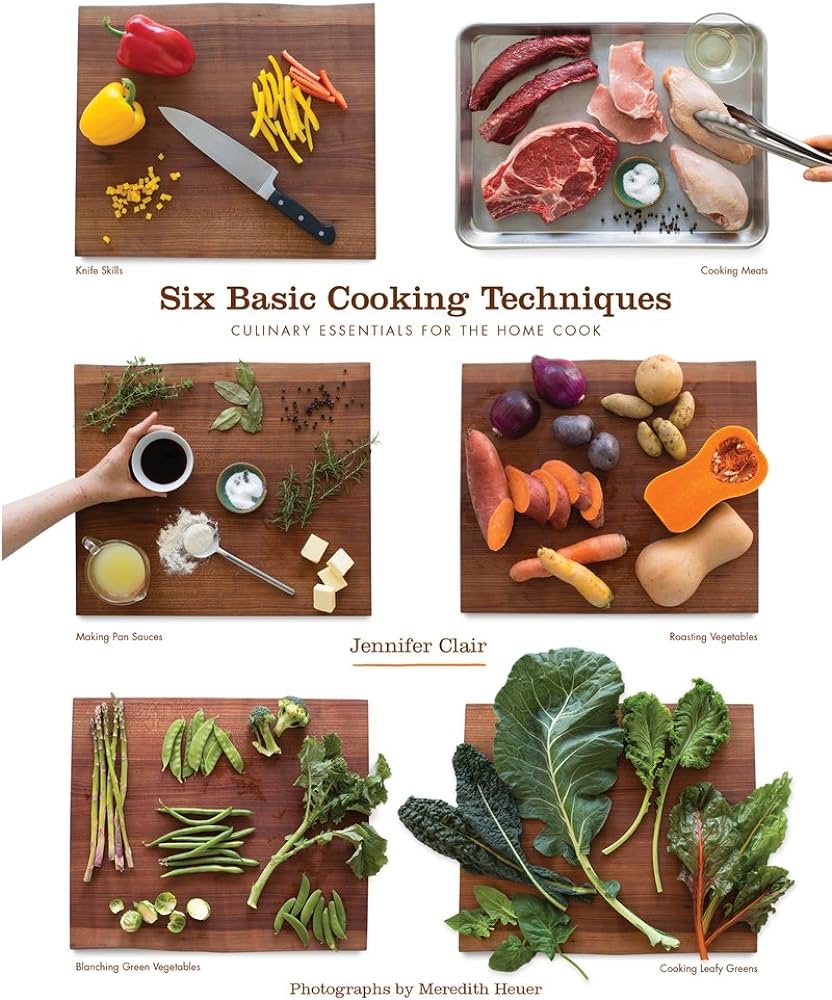 Knife Skills
Cooking Meats
Six Basic Cooking Techniques
CULINARY ESSENTIALS FOR THE HOME COOK
Making Pan Sauces
Roasting Vegetables
Jennifer Clair
Blanching Green Vegetables
Cooking Leafy Greens
Photographs by Meredith Heuer